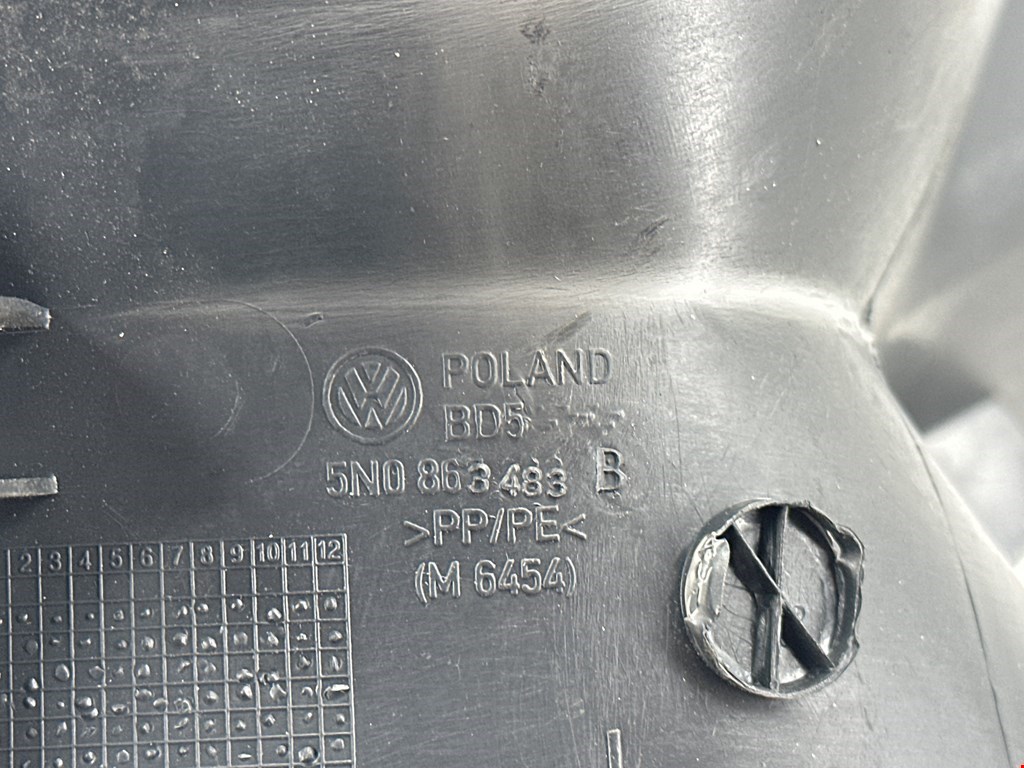 POLAND
BD5
5N0 863 483 B
>PP/PE<
(M 6454)
2 3 4 5 6 7 8 9 10 11 12